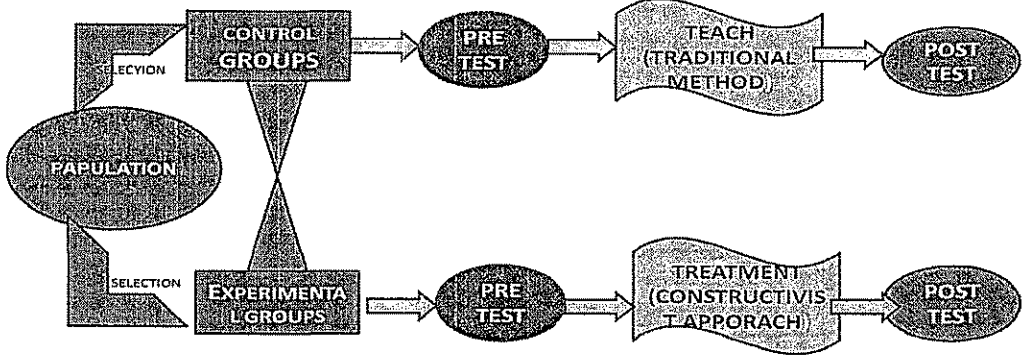 CONTROL
GROUPS
PRE
TEST
TEACH
(TRADITIONAL
METHOD)
POST
TEST
SELECYION
PAPULATION
SELECTION
EXPERIMENTA
L GROUPS
PRE
TEST
TREATMENT
(CONSTRUCTIVIS
T APPORACH)
POST
TEST